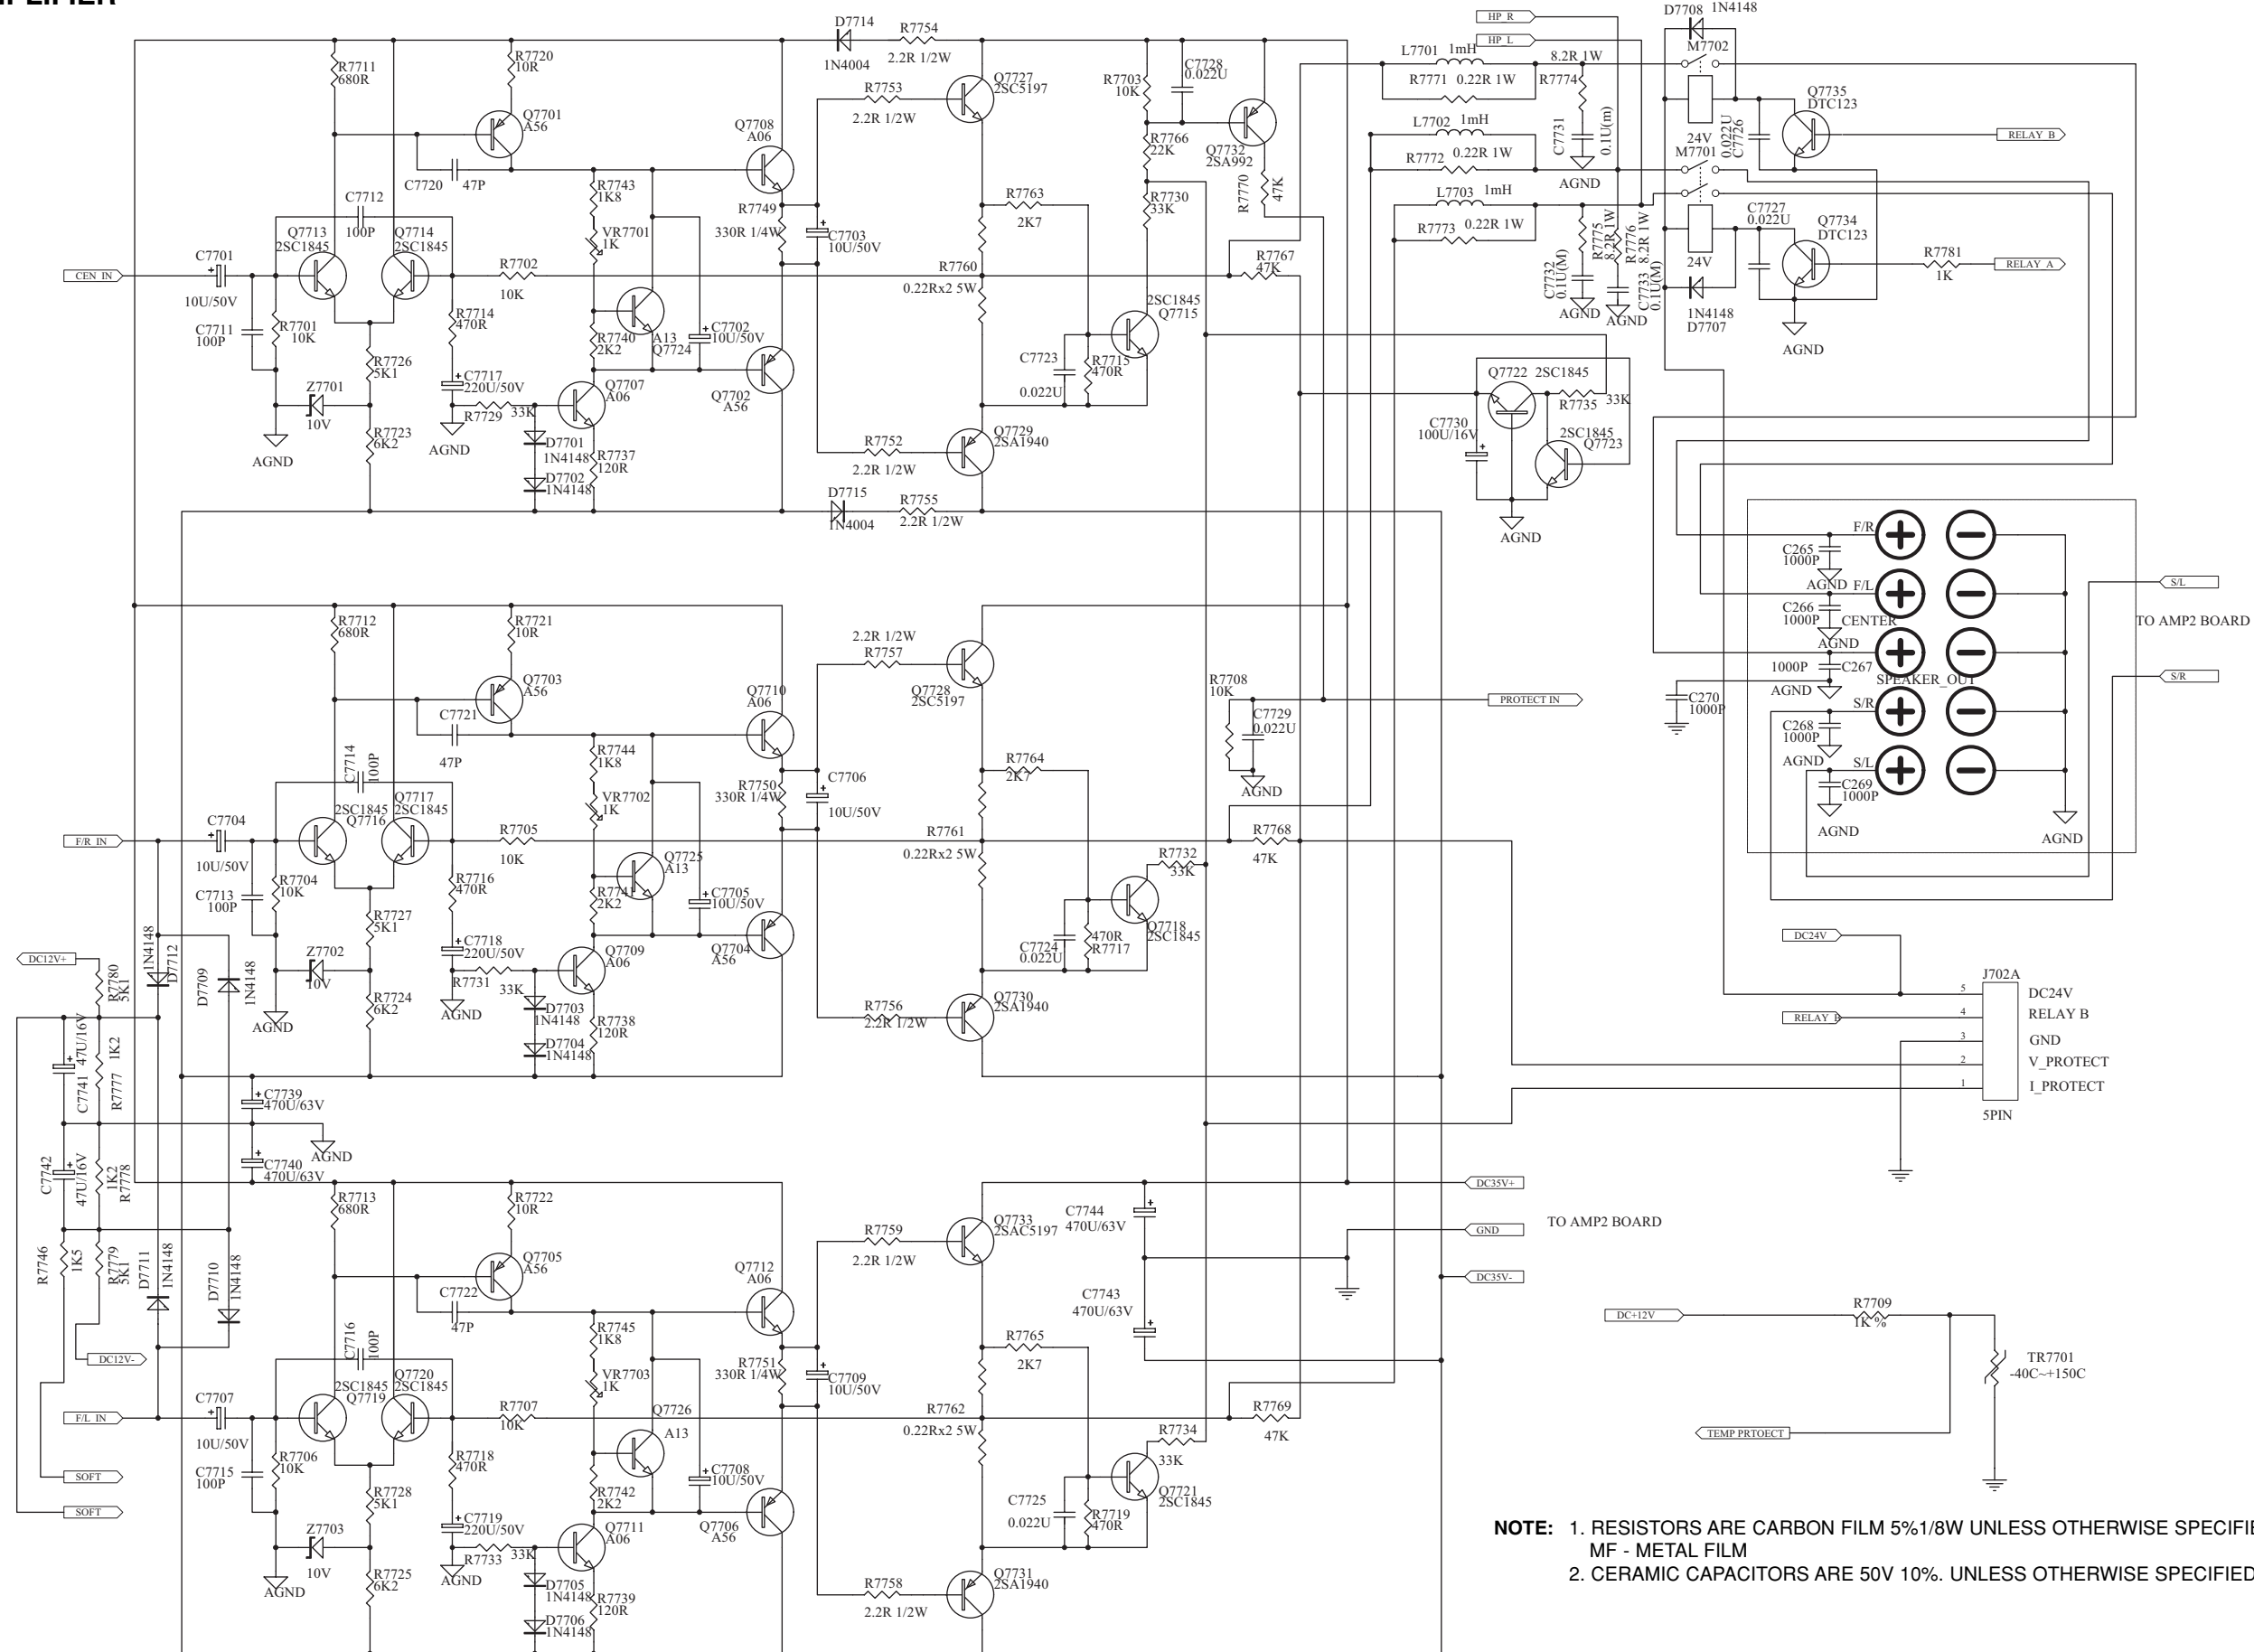 HP_R
HP_L
D7708 1N4148
M7702
D7714
1N4004
R7754
2.2R 1/2W
R7711
680R
R7720
10R
Q7701
A56
C7720 47P
C7712
100P
Q7713
2SC1845
Q7714
2SC1845
C7701
10U/50V
CEN IN
C7711
100P
R7701
10K
R7702
10K
R7714
470R
R7726
5K1
Z7701
10V
R7723
6K2
AGND
C7717
220U/50V
R7729
33K
AGND
D7701
1N4148
D7702
1N4148
R7737
120R
Q7707
A06
R7743
1K8
VR7701
1K
R7740
2K2
A13
Q7724
C7702
10U/50V
Q7708
A06
R7749
330R 1/4W
C7703
10U/50V
Q7702
A56
R7753
2.2R 1/2W
Q7727
2SC5197
R7763
2K7
R7760
0.22Rx2 5W
R7752
2.2R 1/2W
Q7729
2SA1940
D7715
1N4004
R7755
2.2R 1/2W
R7703
10K
C7728
0.022U
Q7732
2SA992
R7766
22K
R7730
33K
R7770
47K
R7767
47K
2SC1845
Q7715
C7723
0.022U
R7715
470R
L7701 1mH
R7771 0.22R 1W
L7702 1mH
R7772
0.22R 1W
L7703 1mH
R7773
0.22R 1W
8.2R 1W
R7774
C7731
0.1U(m)
AGND
R7775
8.2R 1W
R7776
8.2R 1W
C7732
0.1U(M)
C7733
0.1U(M)
AGND
AGND
24V
M7701
0.022U
C7726
Q7735
DTC123
RELAY_B
C7727
0.022U
Q7734
DTC123
R7781
1K
RELAY_A
24V
1N4148
D7707
AGND
Q7722 2SC1845
R7735
33K
C7730
100U/16V
2SC1845
Q7723
AGND
F/R
C265
1000P
AGND
F/L
C266
1000P
CENTER
AGND
1000P
C267
SPEAKER_OUT
AGND
C270
1000P
S/R
C268
1000P
AGND
S/L
C269
1000P
AGND
AGND
S/L
TO AMP2 BOARD
S/R
R7712
680R
R7721
10R
Q7703
A56
C7721
47P
C7714
100P
2SC1845
Q7716
Q7717
2SC1845
C7704
10U/50V
F/R IN
C7713
100P
R7704
10K
R7705
10K
R7716
470R
R7727
5K1
Z7702
10V
R7724
6K2
AGND
C7718
220U/50V
R7731
33K
AGND
D7703
1N4148
D7704
1N4148
R7738
120R
Q7709
A06
R7744
1K8
VR7702
1K
R7741
2K2
Q7725
A13
C7705
10U/50V
Q7710
A06
R7750
330R 1/4W
C7706
10U/50V
Q7704
A56
2.2R 1/2W
R7757
Q7728
2SC5197
R7764
2K7
R7761
0.22Rx2 5W
R7756
2.2R 1/2W
Q7730
2SA1940
R7708
10K
C7729
0.022U
AGND
PROTECT IN
R7768
47K
R7732
33K
Q7718
2SC1845
C7724
0.022U
470R
R7717
DC12V+
R7780
5K1
1N4148
D7712
D7709
1N4148
47U/16V
C7741
1K2
R7777
C7739
470U/63V
AGND
C7740
470U/63V
C7742
47U/16V
1K2
R7778
R7746
1K5
R7779
5K1
D7711
1N4148
D7710
1N4148
DC12V-
SOFT
SOFT
DC24V
J702A
5 DC24V
RELAY_B
4 RELAY B
3 GND
2 V_PROTECT
1 I_PROTECT
5PIN
R7713
680R
R7722
10R
Q7705
A56
C7722
47P
C7716
100P
2SC1845
Q7719
Q7720
2SC1845
C7707
10U/50V
F/L IN
C7715
100P
R7706
10K
R7707
10K
R7718
470R
R7728
5K1
Z7703
10V
R7725
6K2
AGND
C7719
220U/50V
R7733
33K
AGND
D7705
1N4148
D7706
1N4148
R7739
120R
Q7711
A06
R7745
1K8
VR7703
1K
R7742
2K2
Q7726
A13
C7708
10U/50V
Q7712
A06
R7751
330R 1/4W
C7709
10U/50V
Q7706
A56
R7759
2.2R 1/2W
Q7733
2SAC5197
R7765
2K7
R7762
0.22Rx2 5W
R7758
2.2R 1/2W
Q7731
2SA1940
C7744
470U/63V
C7743
470U/63V
DC35V+
GND
DC35V-
TO AMP2 BOARD
R7769
47K
R7734
33K
Q7721
2SC1845
C7725
0.022U
R7719
470R
DC+12V
R7709
1K %
TR7701
-40C~+150C
TEMP PRTOECT
NOTE: 1. RESISTORS ARE CARBON FILM 5%1/8W UNLESS OTHERWISE SPECIFIE
MF - METAL FILM
2. CERAMIC CAPACITORS ARE 50V 10%. UNLESS OTHERWISE SPECIFIED